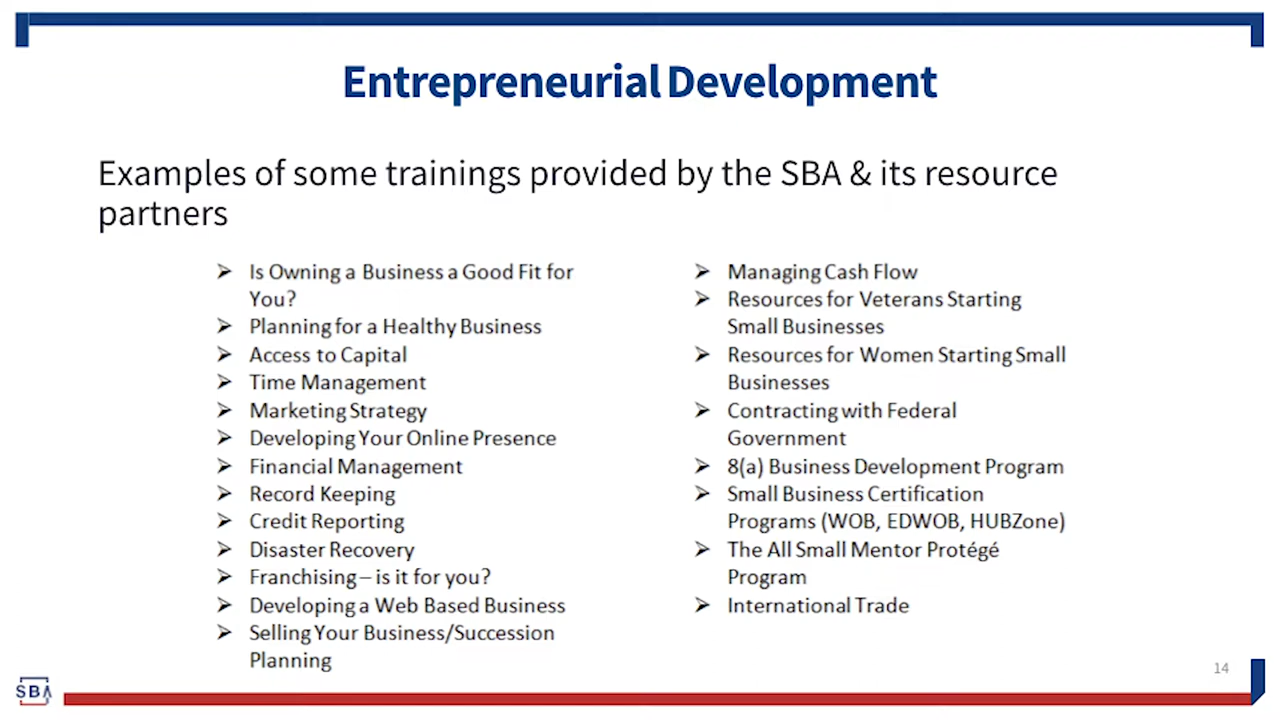 Entrepreneurial Development
Examples of some trainings provided by the SBA & its resource
partners
➢ Is Owning a Business a Good Fit for
You?
➢ Planning for a Healthy Business
➢ Access to Capital
➢ Time Management
➢ Marketing Strategy
➢ Developing Your Online Presence
➢ Financial Management
➢ Record Keeping
➢ Credit Reporting
➢ Disaster Recovery
➢ Franchising – is it for you?
➢ Developing a Web Based Business
➢ Selling Your Business/Succession
Planning
➢ Managing Cash Flow
➢ Resources for Veterans Starting
Small Businesses
➢ Resources for Women Starting Small
Businesses
➢ Contracting with Federal
Government
➢ 8(a) Business Development Program
➢ Small Business Certification
Programs (WOB, EDWOB, HUBZone)
➢ The All Small Mentor Protégé
Program
➢ International Trade
14
SBA